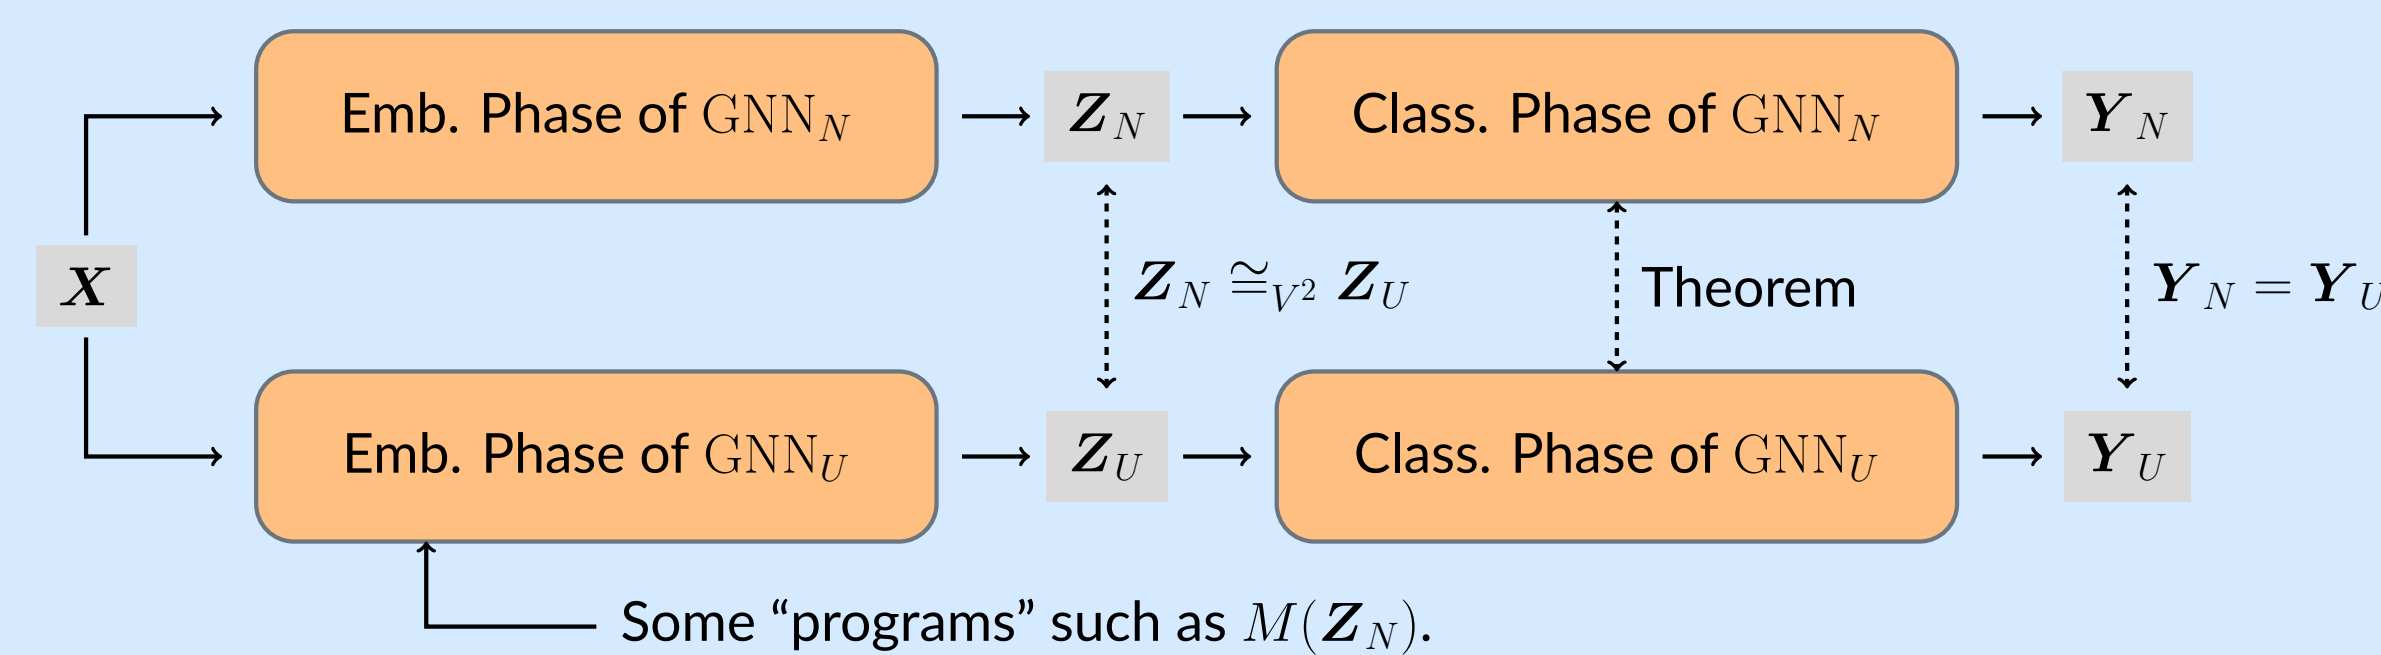 Emb. Phase of GNN_N
Z_N
Class. Phase of GNN_N
Y_N
X
Z_N ≅_{V²} Z_U
Theorem
Y_N = Y_U
Emb. Phase of GNN_U
Z_U
Class. Phase of GNN_U
Y_U
Some “programs” such as M(Z_N).